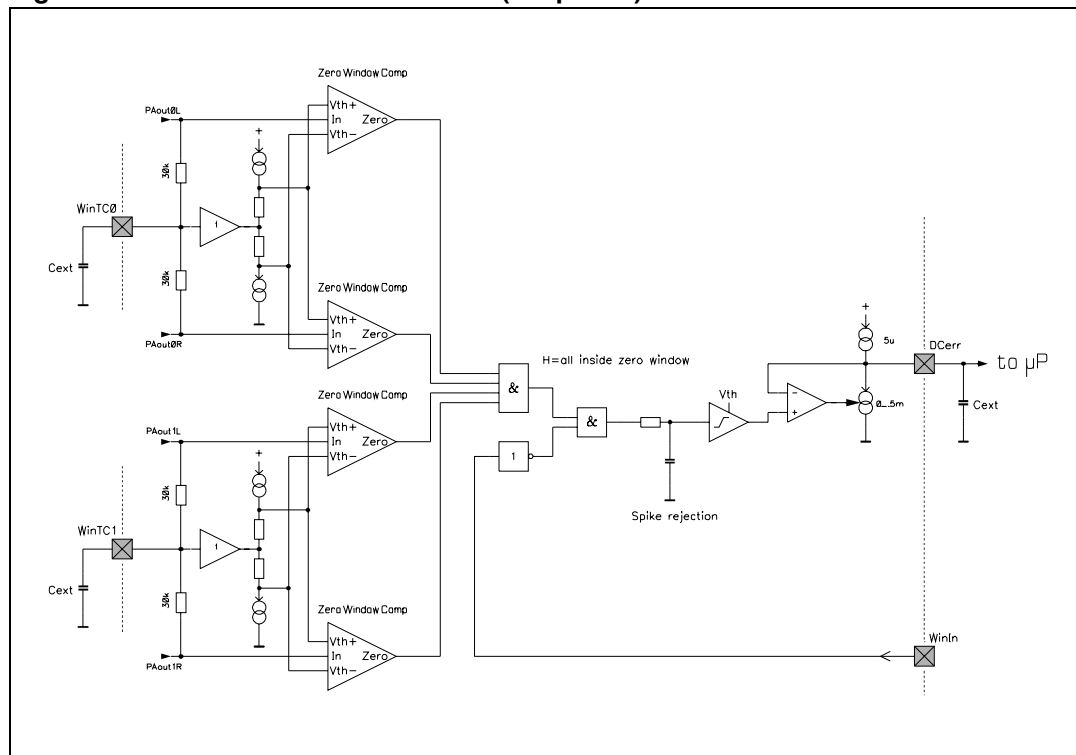 Zero Window Comp
PAout0L
Vth+
In Zero
Vth-
+
30k
WinTC0
1
Cext
30k
Zero Window Comp
Vth+
In Zero
Vth-
PAout0R
H=all inside zero window
+
5u
DCerr
to µP
&
Vth
-
+
0_5m
Cext
Zero Window Comp
PAout1L
Vth+
In Zero
Vth-
&
1
Spike rejection
+
30k
WinTC1
1
Cext
30k
Zero Window Comp
Vth+
In Zero
Vth-
PAout1R
WinIn